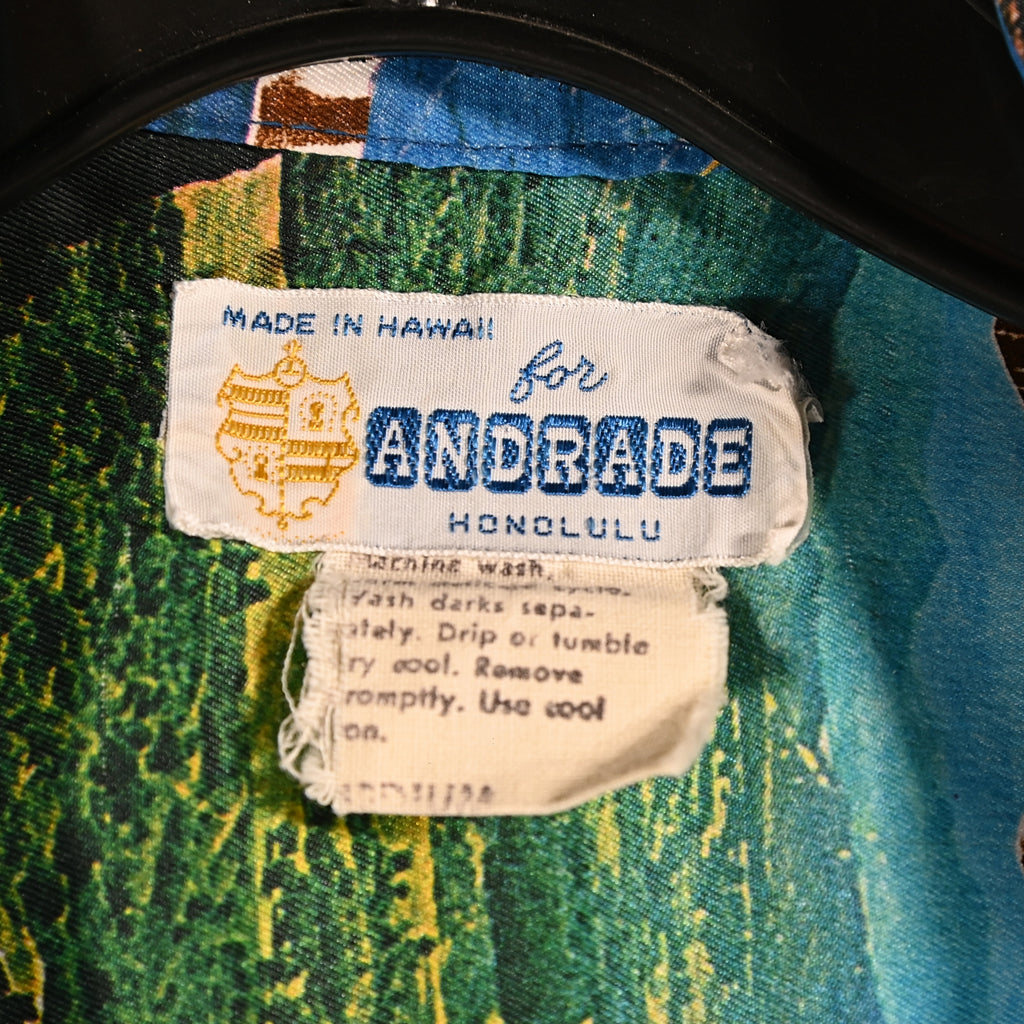 MADE IN HAWAII
for
ANDRADE
HONOLULU
achine wash,
Wash darks sepa-
ately. Drip or tumble
ry cool. Remove
romptly. Use cool
on.